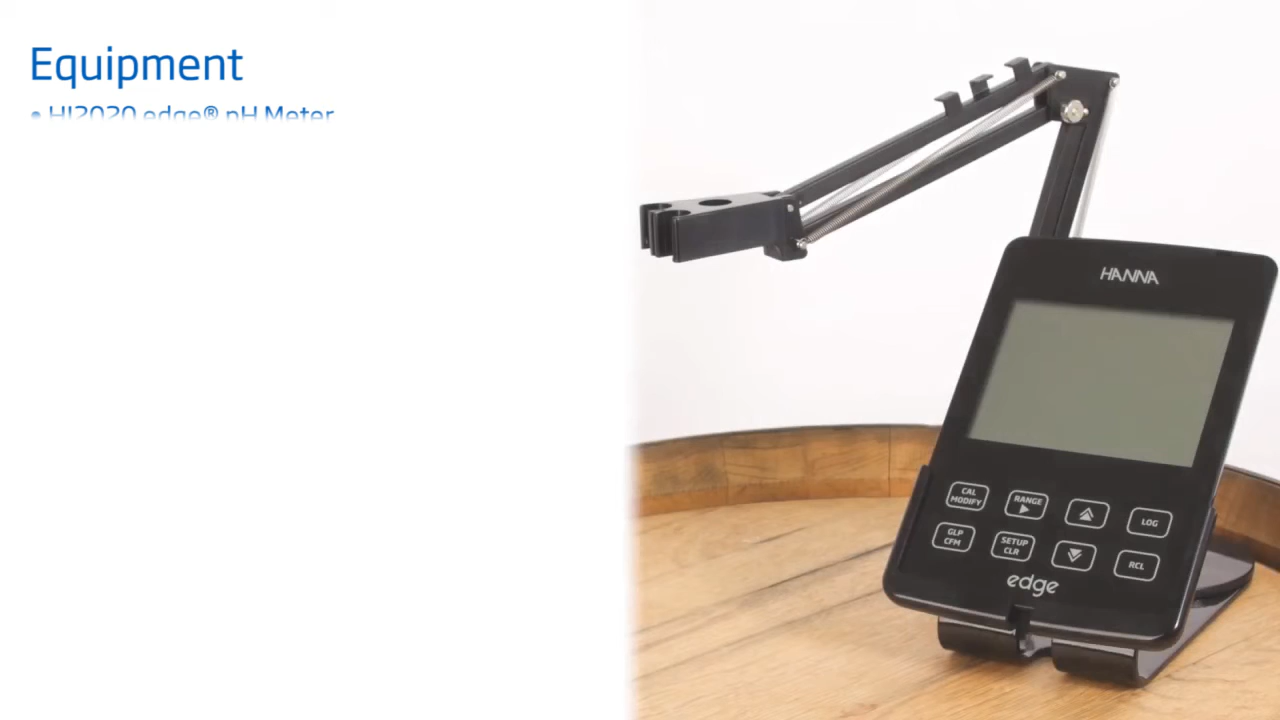 Equipment
• HI2020 edge® pH Meter
HANNA
CAL
MODIFY
RANGE
LOG
GLP
CFM
SETUP
CLR
RCL
edge